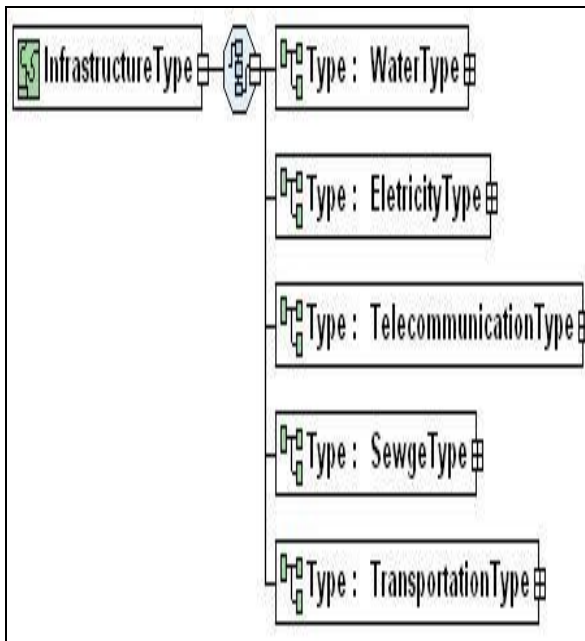 InfrastructureType
Type : WaterType
Type : EletricityType
Type : TelecommunicationType
Type : SewgeType
Type : TransportationType